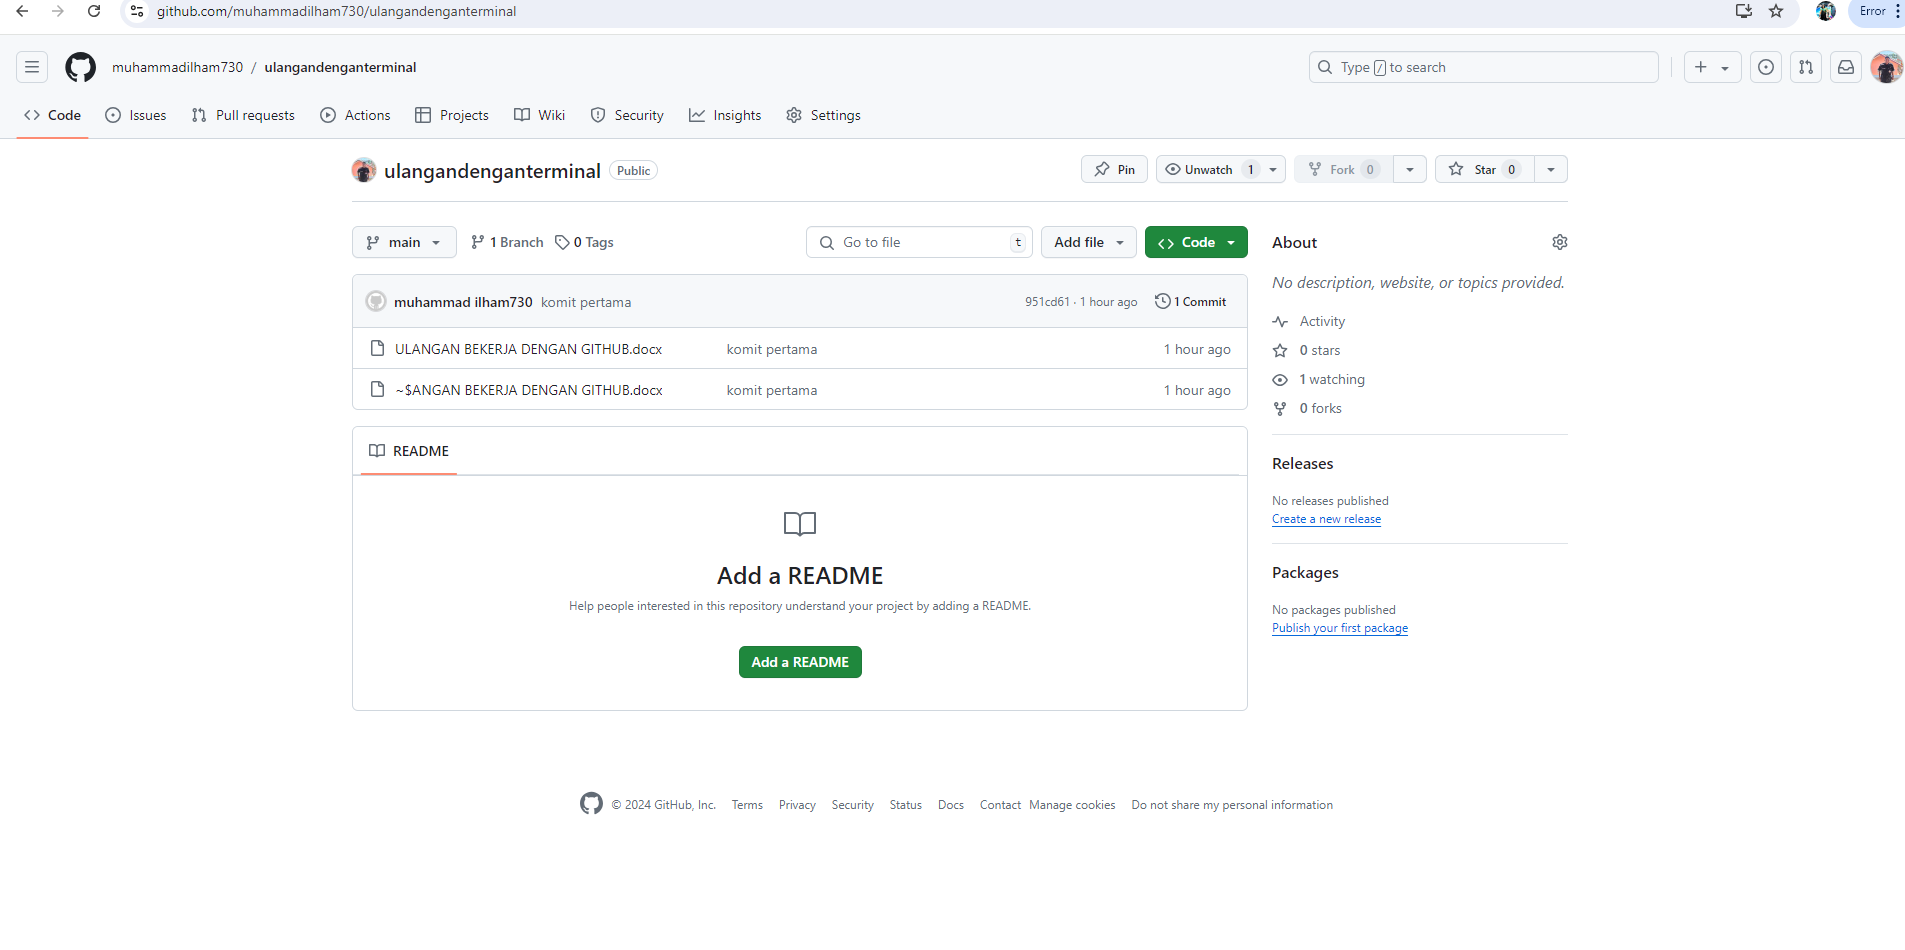 github.com/muhammadilham730/ulangandenganterminal
Error
muhammadilham730 / ulangandenganterminal
Type / to search
Code Issues Pull requests Actions Projects Wiki Security Insights Settings
ulangandenganterminal Public
Pin Unwatch 1 Fork 0 Star 0
main 1 Branch 0 Tags Go to file t Add file Code
muhammad ilham730 komit pertama 951cd61 · 1 hour ago 1 Commit
ULANGAN BEKERJA DENGAN GITHUB.docx komit pertama 1 hour ago
~$ANGAN BEKERJA DENGAN GITHUB.docx komit pertama 1 hour ago
README
Add a README
Help people interested in this repository understand your project by adding a README.
Add a README
About
No description, website, or topics provided.
Activity
0 stars
1 watching
0 forks
Releases
No releases published
Create a new release
Packages
No packages published
Publish your first package
© 2024 GitHub, Inc. Terms Privacy Security Status Docs Contact Manage cookies Do not share my personal information